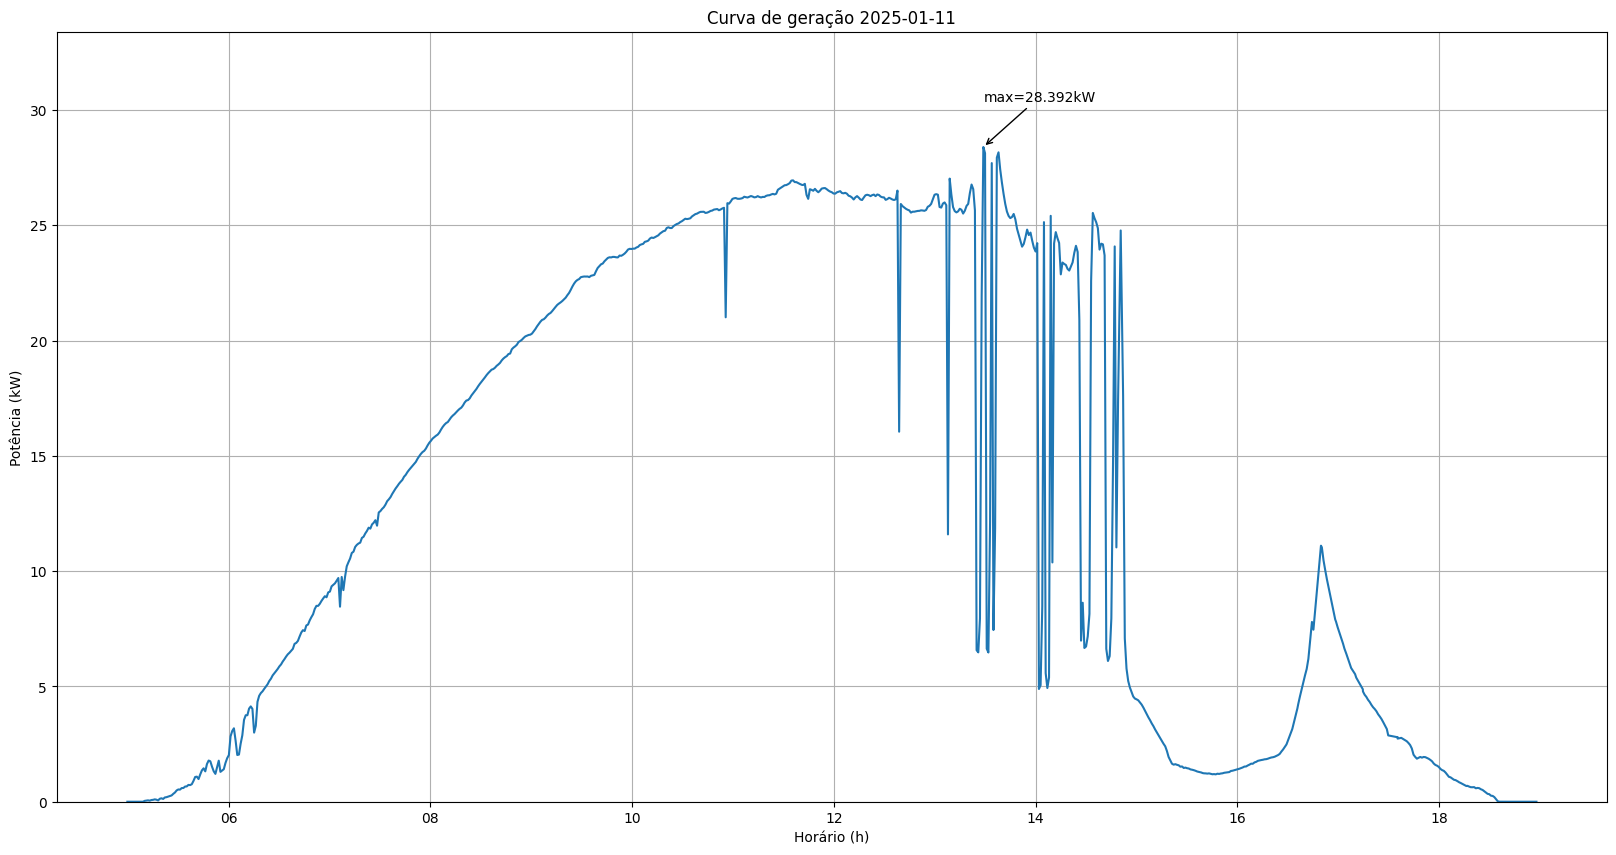 Curva de geração 2025-01-11
max=28.392kW
Potência (kW)
30
25
20
15
10
5
0
06 08 10 12 14 16 18
Horário (h)